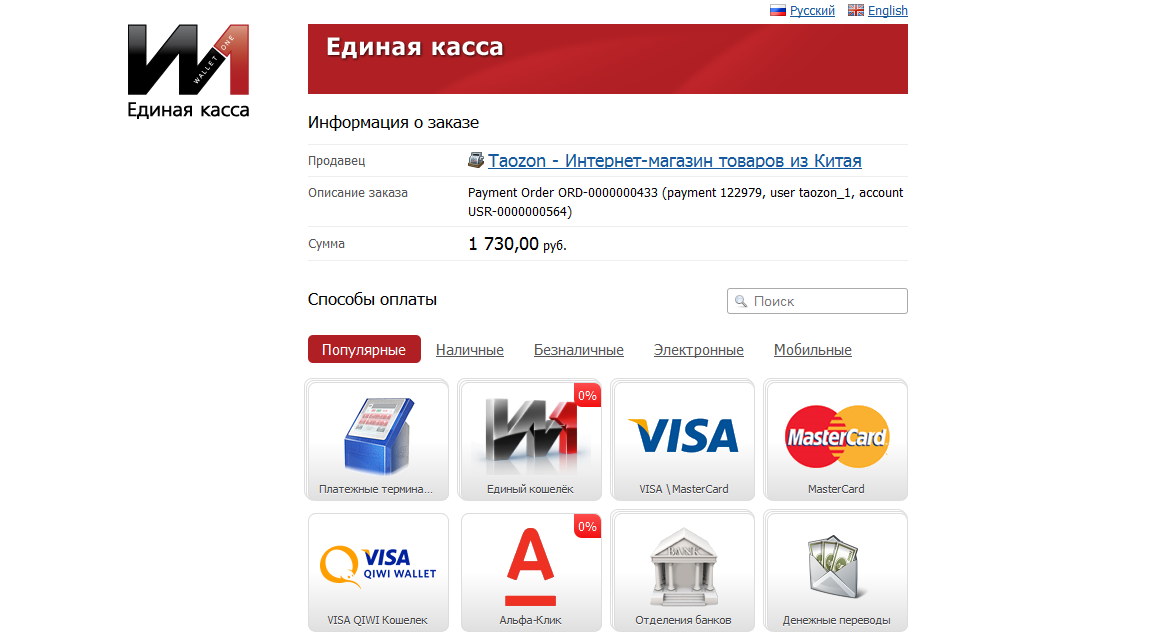 Русский English
WALLET ONE
Единая касса
Единая касса
Информация о заказе
Продавец Taozon - Интернет-магазин товаров из Китая
Описание заказа Payment Order ORD-0000000433 (payment 122979, user taozon_1, account
USR-0000000564)
Сумма 1 730,00 руб.
Способы оплаты Поиск
Популярные Наличные Безналичные Электронные Мобильные
0%
VISA MasterCard
Платежные термина... Единый кошелёк VISA \ MasterCard MasterCard
0%
BANK
VISA
QIWI WALLET
VISA QIWI Кошелек Альфа-Клик Отделения банков Денежные переводы